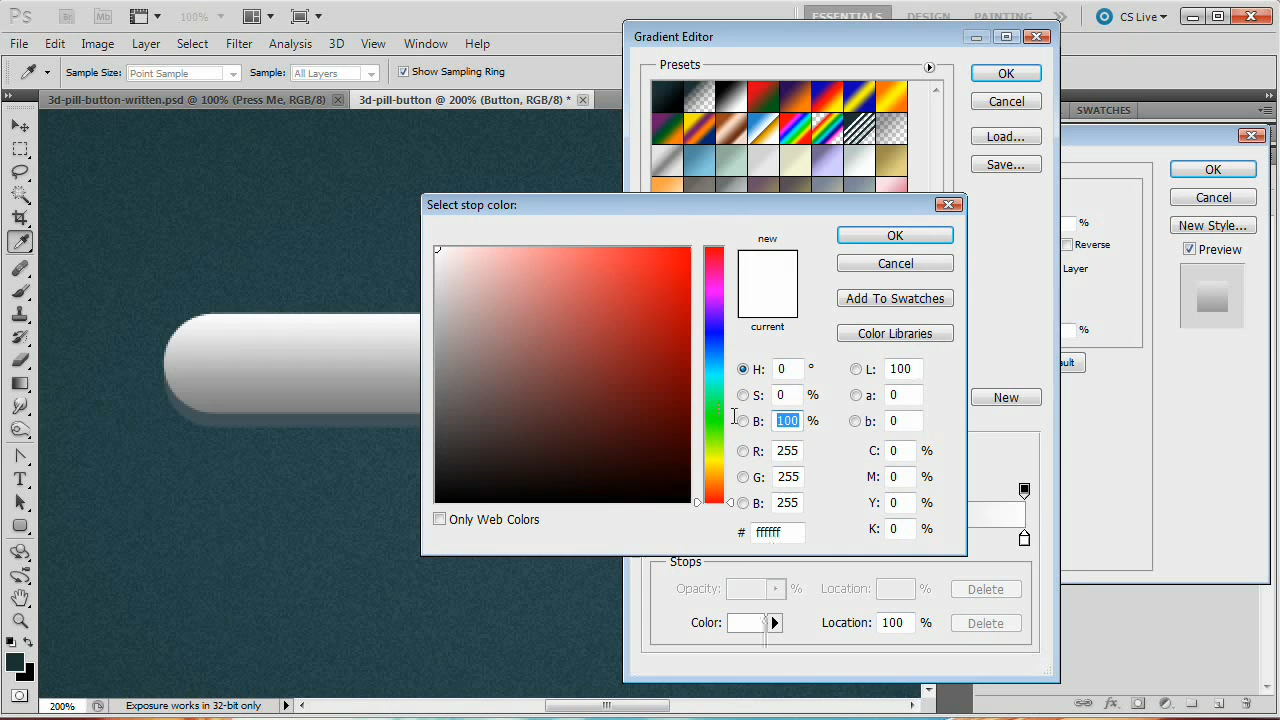 Ps Br Mb 100% ESSENTIALS DESIGN PAINTING CS Live
File Edit Image Layer Select Filter Analysis 3D View Window Help
Gradient Editor
Sample Size: Point Sample Sample: All Layers Show Sampling Ring
Presets
OK
3d-pill-button-written.psd @ 100% (Press Me, RGB/8) 3d-pill-button @ 200% (Button, RGB/8) *
Cancel
SWATCHES
Load...
Save...
OK
Cancel
New Style...
Preview
%
Reverse
Layer
%
Select stop color:
new
current
OK
Cancel
Add To Swatches
Color Libraries
H: 0 ° L: 100
S: 0 % a: 0
B: 100 % b: 0
R: 255 C: 0 %
G: 255 M: 0 %
B: 255 Y: 0 %
# ffffff K: 0 %
Only Web Colors
New
Stops
Opacity: % Location: % Delete
Color: Location: 100 % Delete
200% Exposure works in 32-bit only
fx